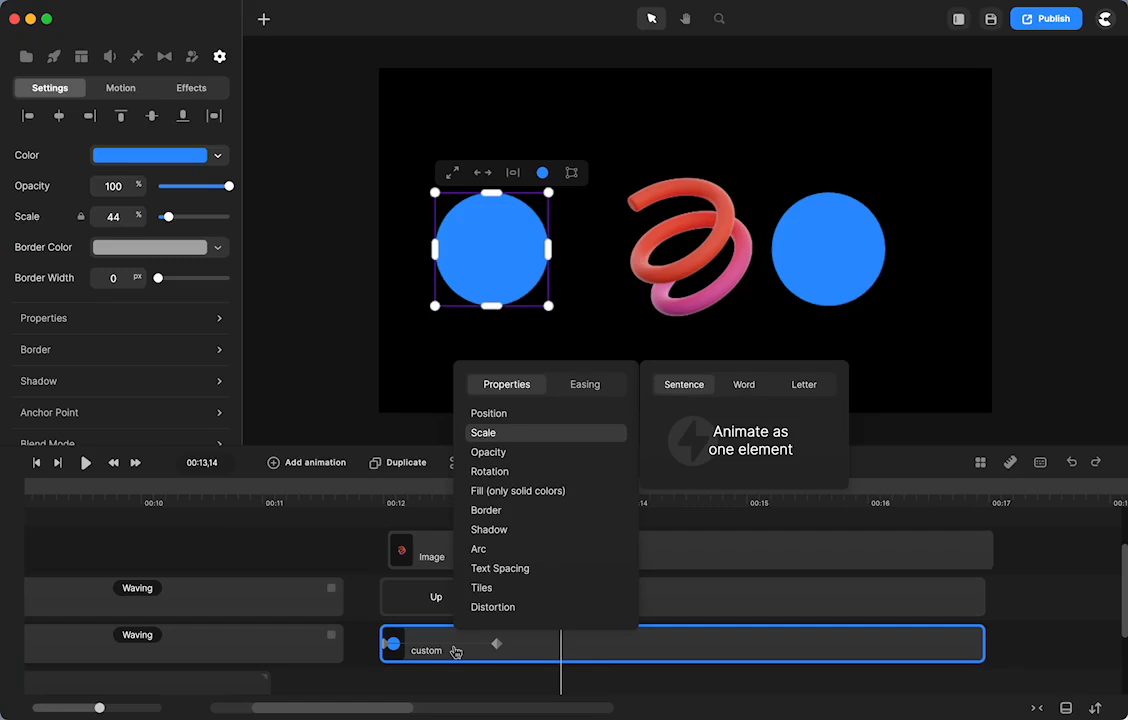 Publish
Settings Motion Effects
Color
Opacity 100 %
Scale 44 %
Border Color
Border Width 0 px
Properties
Border
Shadow
Anchor Point
Blend Mode
Properties Easing
Position
Scale
Opacity
Rotation
Fill (only solid colors)
Border
Shadow
Arc
Text Spacing
Tiles
Distortion
Sentence Word Letter
Animate as
one element
00:13,14 Add animation Duplicate
00:10 00:11 00:12 14 00:15 00:16 00:17
Image
Waving Up
Waving custom